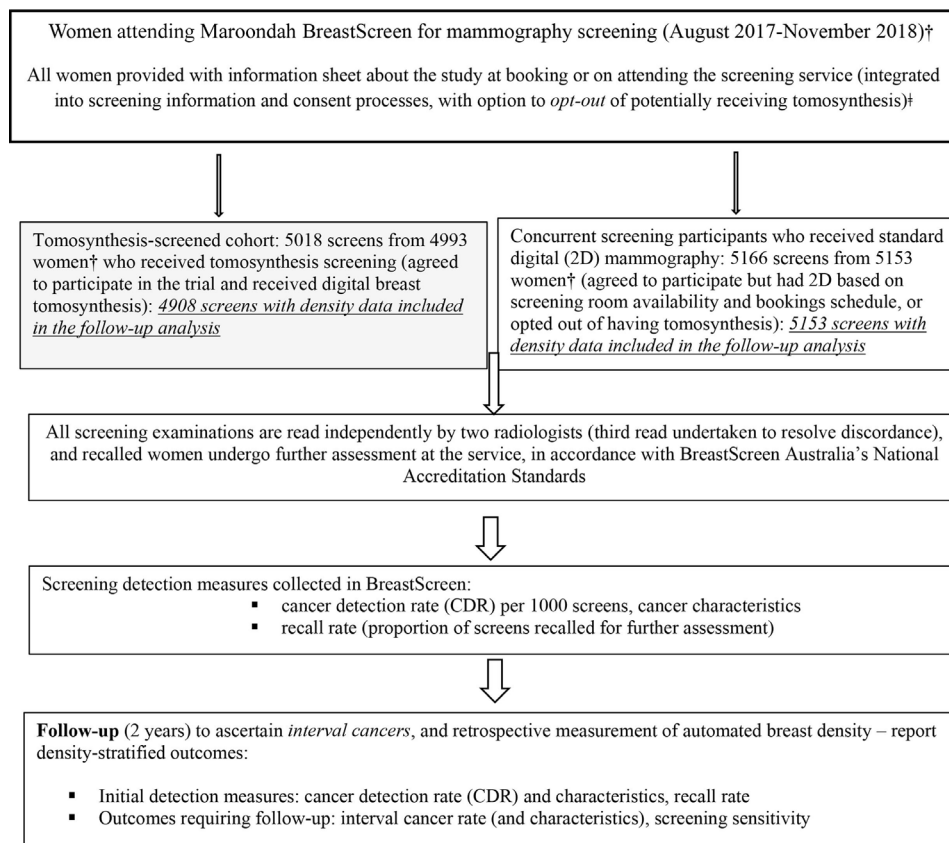 Women attending Maroondah BreastScreen for mammography screening (August 2017-November 2018)†
All women provided with information sheet about the study at booking or on attending the screening service (integrated
into screening information and consent processes, with option to opt-out of potentially receiving tomosynthesis)ǂ
Tomosynthesis-screened cohort: 5018 screens from 4993
women† who received tomosynthesis screening (agreed
to participate in the trial and received digital breast
tomosynthesis): 4908 screens with density data included
in the follow-up analysis
Concurrent screening participants who received standard
digital (2D) mammography: 5166 screens from 5153
women† (agreed to participate but had 2D based on
screening room availability and bookings schedule, or
opted out of having tomosynthesis): 5153 screens with
density data included in the follow-up analysis
All screening examinations are read independently by two radiologists (third read undertaken to resolve discordance),
and recalled women undergo further assessment at the service, in accordance with BreastScreen Australia’s National
Accreditation Standards
Screening detection measures collected in BreastScreen:
▪ cancer detection rate (CDR) per 1000 screens, cancer characteristics
▪ recall rate (proportion of screens recalled for further assessment)
Follow-up (2 years) to ascertain interval cancers, and retrospective measurement of automated breast density – report
density-stratified outcomes:
▪ Initial detection measures: cancer detection rate (CDR) and characteristics, recall rate
▪ Outcomes requiring follow-up: interval cancer rate (and characteristics), screening sensitivity